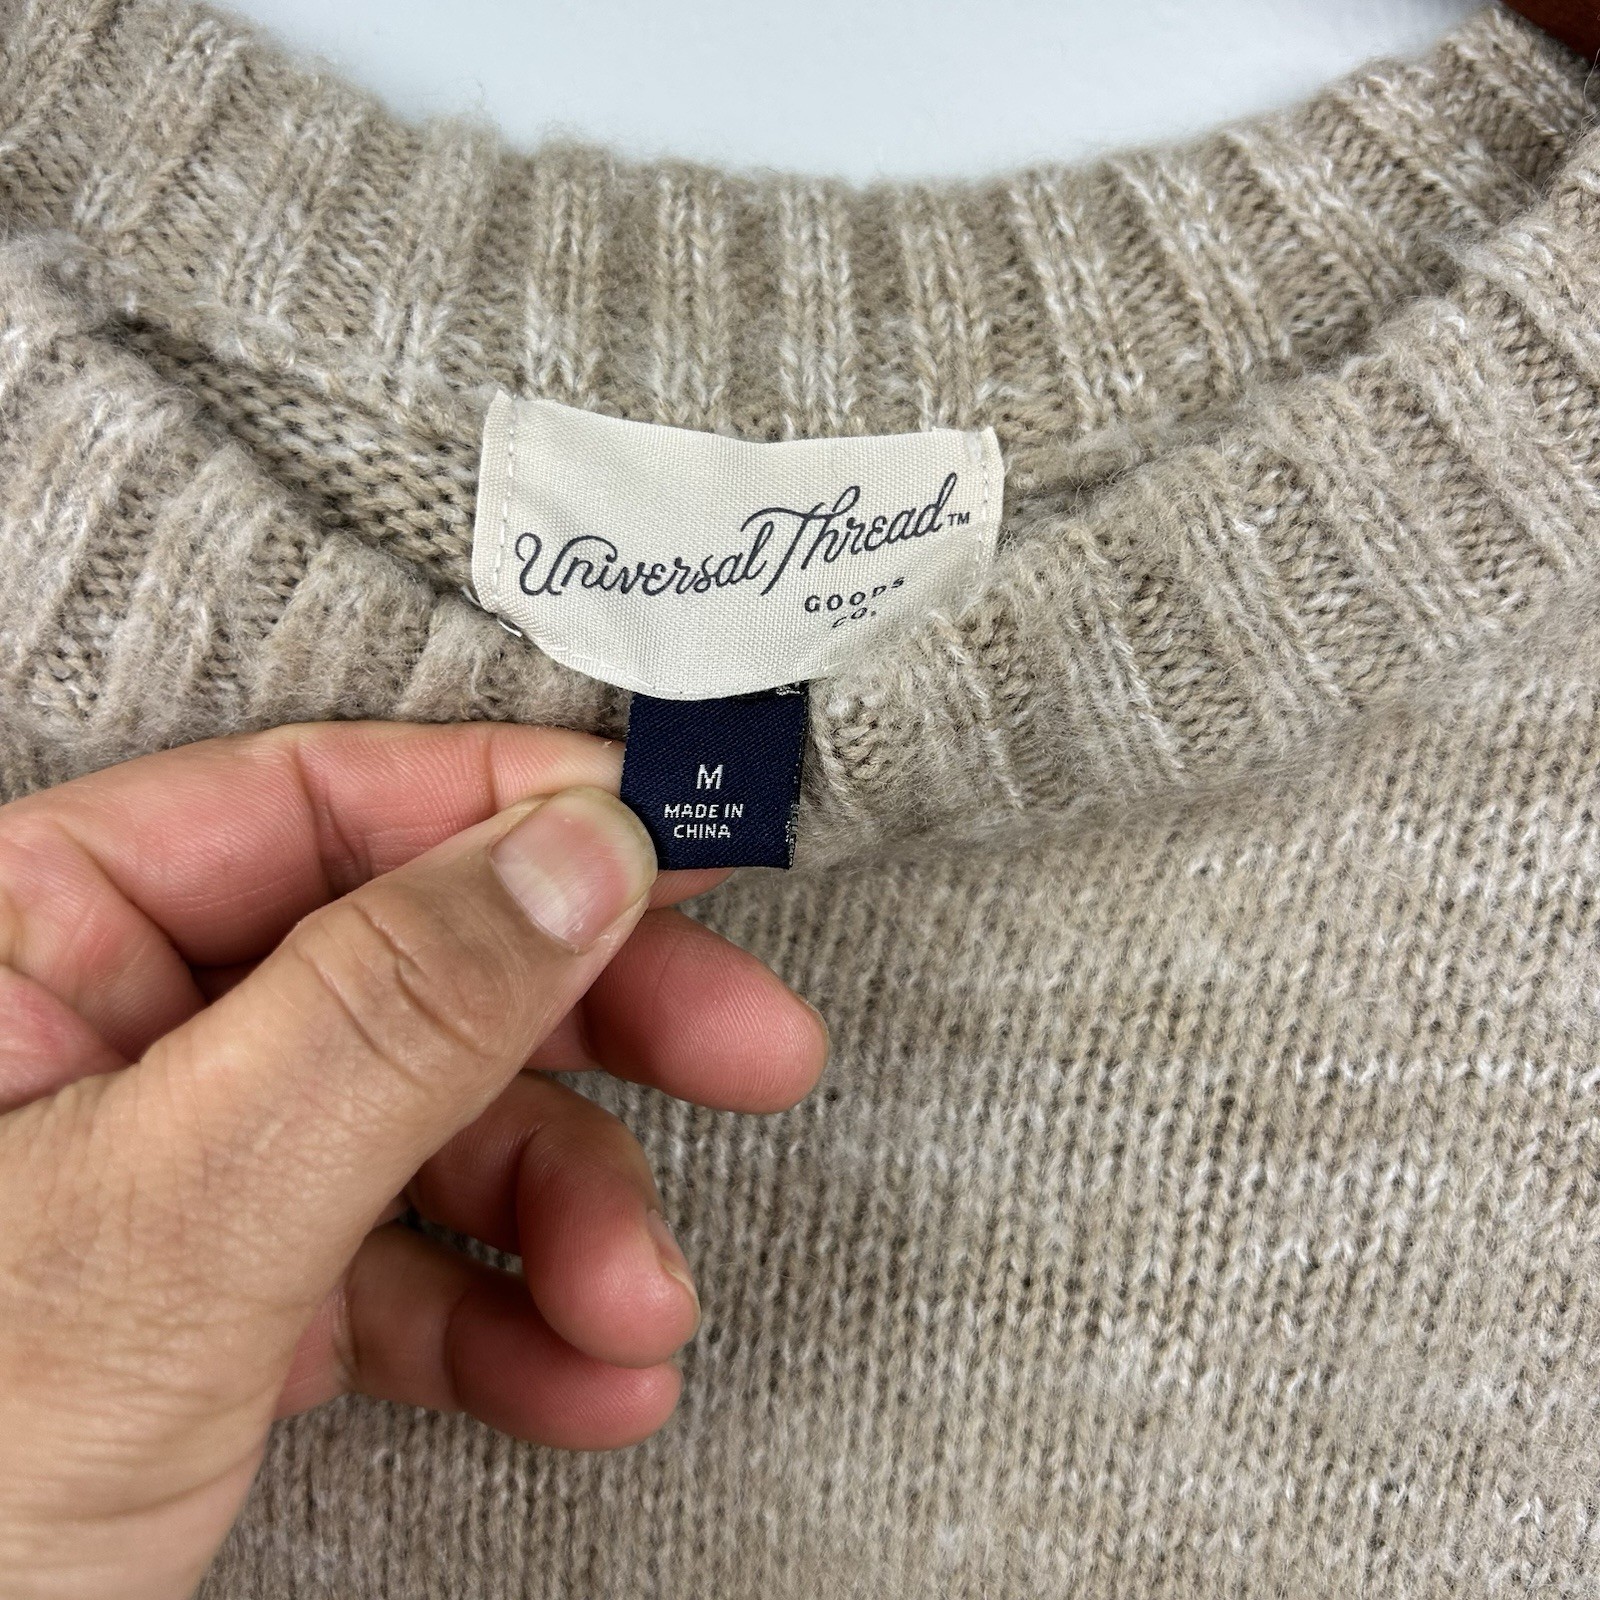 Universal Thread™
GOODS
CO.
M
MADE IN
CHINA